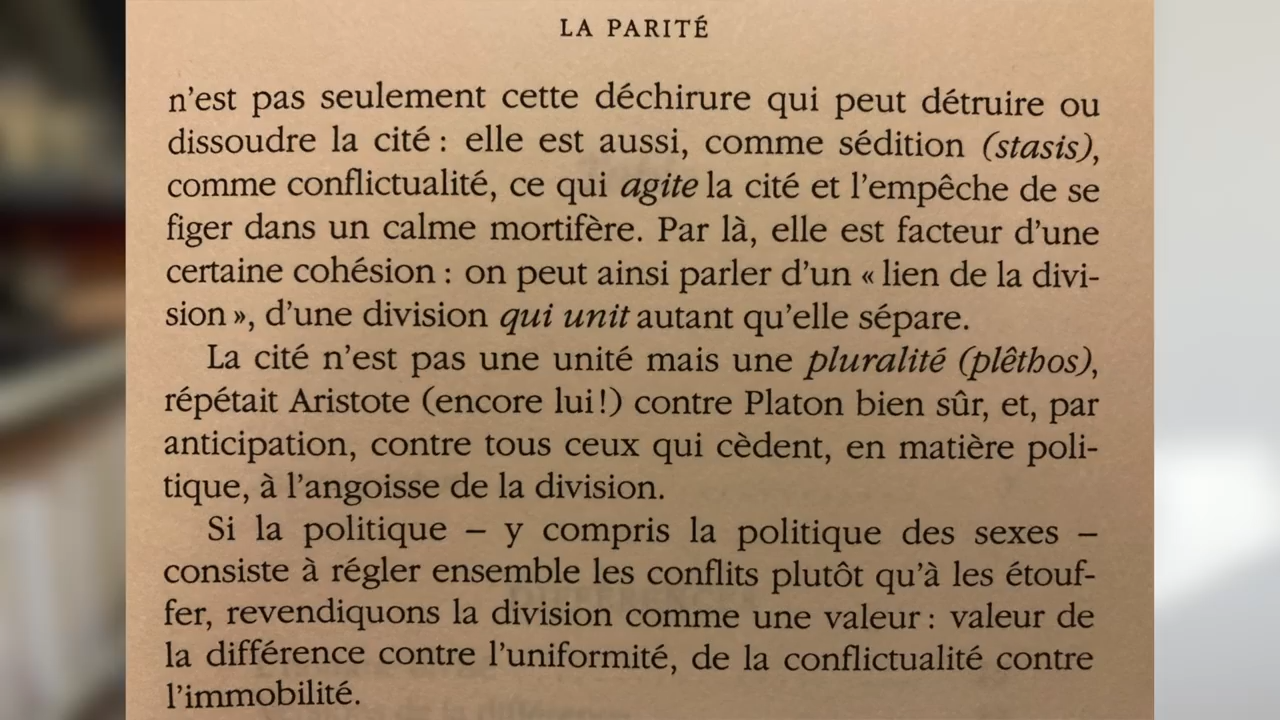 LA PARITÉ
n'est pas seulement cette déchirure qui peut détruire ou
dissoudre la cité : elle est aussi, comme sédition (stasis),
comme conflictualité, ce qui agite la cité et l'empêche de se
figer dans un calme mortifère. Par là, elle est facteur d'une
certaine cohésion : on peut ainsi parler d'un « lien de la divi-
sion », d'une division qui unit autant qu'elle sépare.
La cité n'est pas une unité mais une pluralité (plêthos),
répétait Aristote (encore lui!) contre Platon bien sûr, et, par
anticipation, contre tous ceux qui cèdent, en matière poli-
tique, à l'angoisse de la division.
Si la politique – y compris la politique des sexes –
consiste à régler ensemble les conflits plutôt qu'à les étouf-
fer, revendiquons la division comme une valeur : valeur de
la différence contre l'uniformité, de la conflictualité contre
l'immobilité.